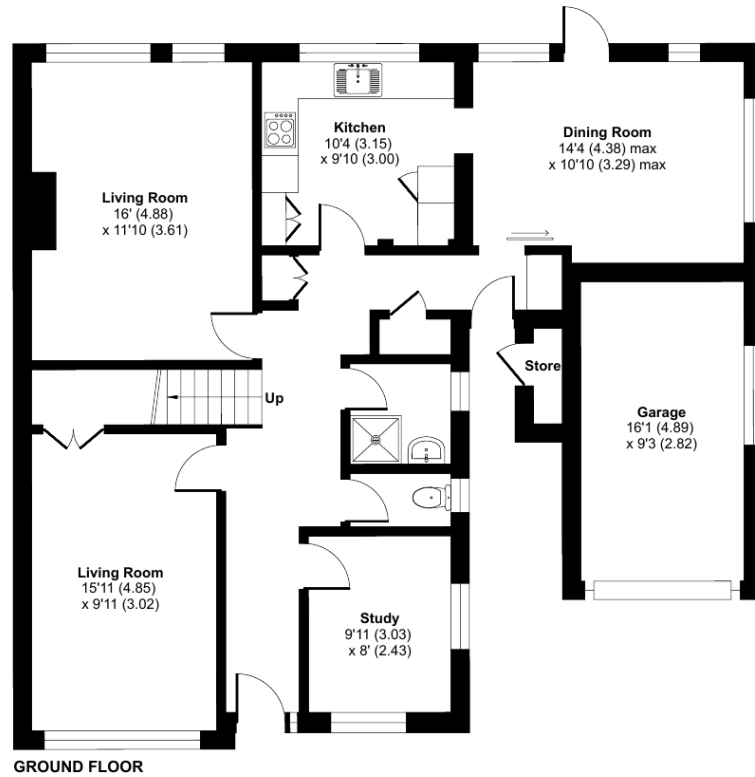 Kitchen
10'4 (3.15)
x 9'10 (3.00)
Dining Room
14'4 (4.38) max
x 10'10 (3.29) max
Living Room
16' (4.88)
x 11'10 (3.61)
Store
Up
Garage
16'1 (4.89)
x 9'3 (2.82)
Living Room
15'11 (4.85)
x 9'11 (3.02)
Study
9'11 (3.03)
x 8' (2.43)
GROUND FLOOR